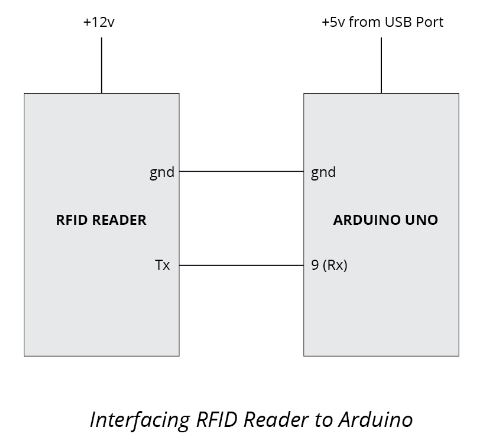 +12v
+5v from USB Port
gnd
gnd
RFID READER
ARDUINO UNO
Tx
9 (Rx)
Interfacing RFID Reader to Arduino